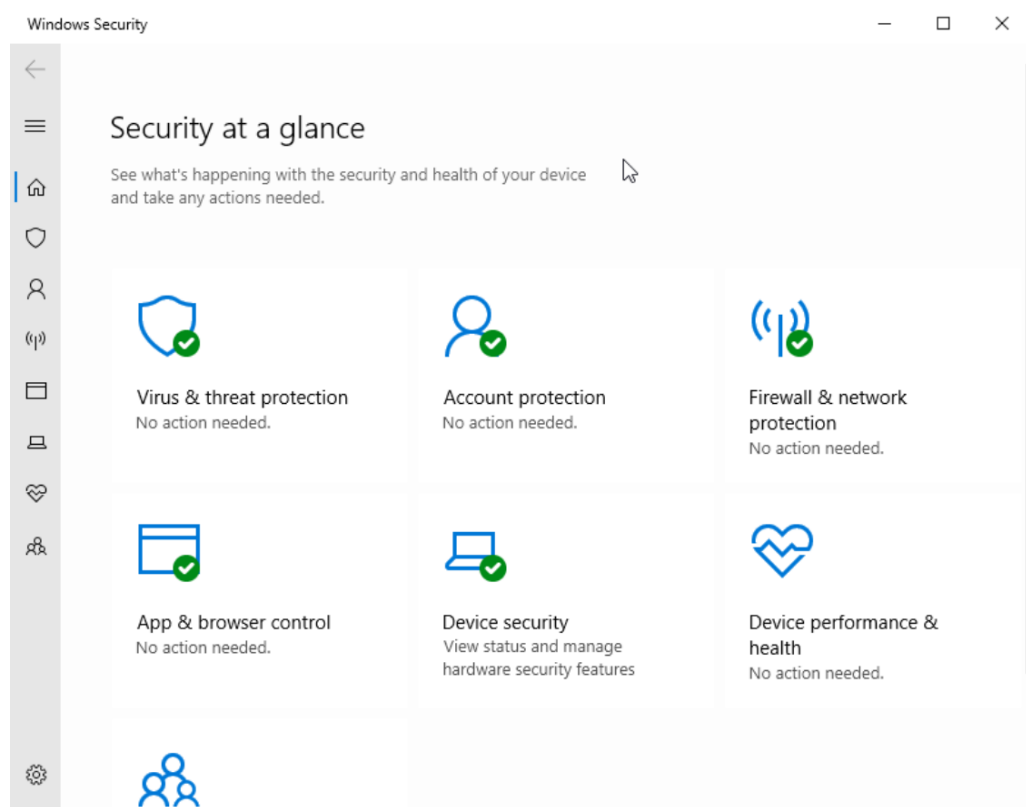 Windows Security
Security at a glance
See what's happening with the security and health of your device
and take any actions needed.
Virus & threat protection
No action needed.
Account protection
No action needed.
Firewall & network
protection
No action needed.
App & browser control
No action needed.
Device security
View status and manage
hardware security features
Device performance &
health
No action needed.